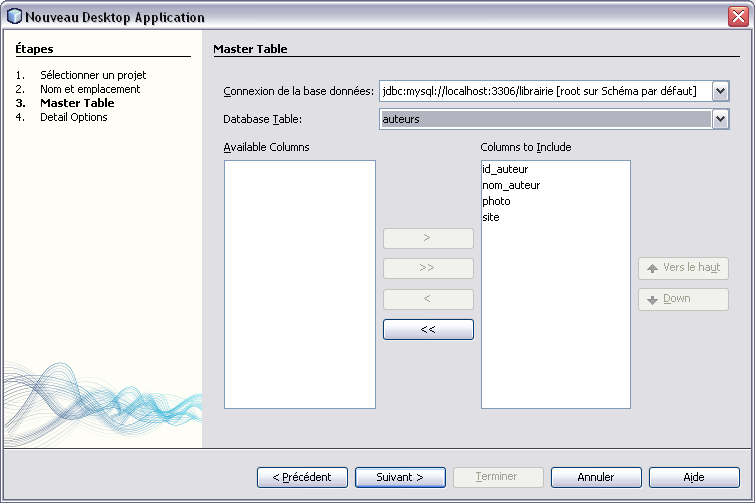 Nouveau Desktop Application
Étapes
1. Sélectionner un projet
2. Nom et emplacement
3. Master Table
4. Detail Options
Master Table
Connexion de la base données: jdbc:mysql://localhost:3306/librairie [root sur Schéma par défaut]
Database Table: auteurs
Available Columns
Columns to Include
id_auteur
nom_auteur
photo
site
>
>>
<
<<
Vers le haut
Down
< Précédent
Suivant >
Terminer
Annuler
Aide